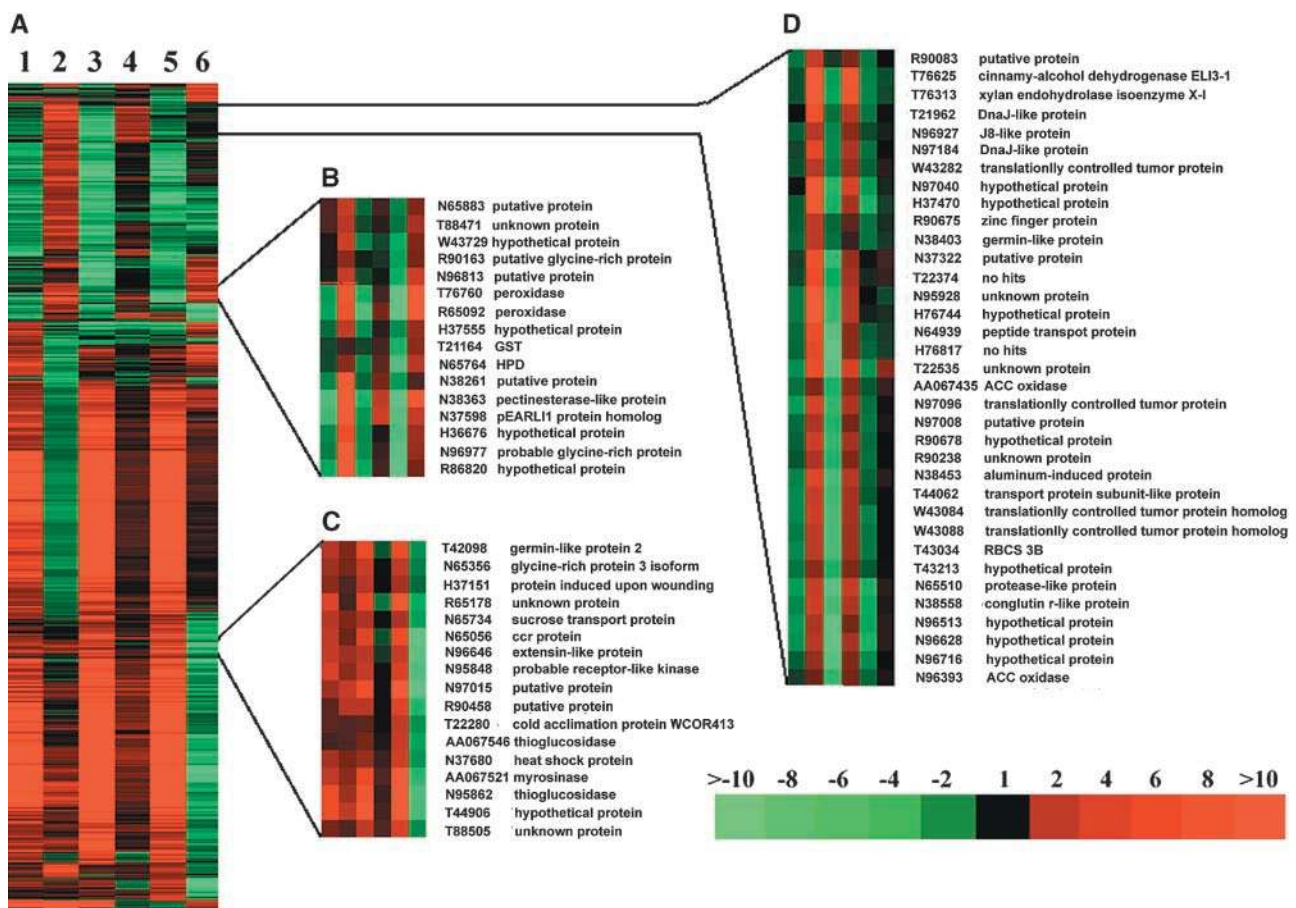 A
1 2 3 4 5 6
B
N65883 putative protein
T88471 unknown protein
W43729 hypothetical protein
R90163 putative glycine-rich protein
N96813 putative protein
T76760 peroxidase
R65092 peroxidase
H37555 hypothetical protein
T21164 GST
N65764 HPD
N38261 putative protein
N38363 pectinesterase-like protein
N37598 pEARLI1 protein homolog
H36676 hypothetical protein
N96977 probable glycine-rich protein
R86820 hypothetical protein
C
T42098 germin-like protein 2
N65356 glycine-rich protein 3 isoform
H37151 protein induced upon wounding
R65178 unknown protein
N65734 sucrose transport protein
N65056 ccr protein
N96646 extensin-like protein
N95848 probable receptor-like kinase
N97015 putative protein
R90458 putative protein
T22280 cold acclimation protein WCOR413
AA067546 thioglucosidase
N37680 heat shock protein
AA067521 myrosinase
N95862 thioglucosidase
T44906 hypothetical protein
T88505 unknown protein
D
R90083 putative protein
T76625 cinnamy-alcohol dehydrogenase ELI3-1
T76313 xylan endohydrolase isoenzyme X-I
T21962 DnaJ-like protein
N96927 J8-like protein
N97184 DnaJ-like protein
W43282 translationlly controlled tumor protein
N97040 hypothetical protein
H37470 hypothetical protein
R90675 zinc finger protein
N38403 germin-like protein
N37322 putative protein
T22374 no hits
N95928 unknown protein
H76744 hypothetical protein
N64939 peptide transpot protein
H76817 no hits
T22535 unknown protein
AA067435 ACC oxidase
N97096 translationlly controlled tumor protein
N97008 putative protein
R90678 hypothetical protein
R90238 unknown protein
N38453 aluminum-induced protein
T44062 transport protein subunit-like protein
W43084 translationlly controlled tumor protein homolog
W43088 translationlly controlled tumor protein homolog
T43034 RBCS 3B
T43213 hypothetical protein
N65510 protease-like protein
N38558 conglutin r-like protein
N96513 hypothetical protein
N96628 hypothetical protein
N96716 hypothetical protein
N96393 ACC oxidase
>-10 -8 -6 -4 -2 1 2 4 6 8 >10